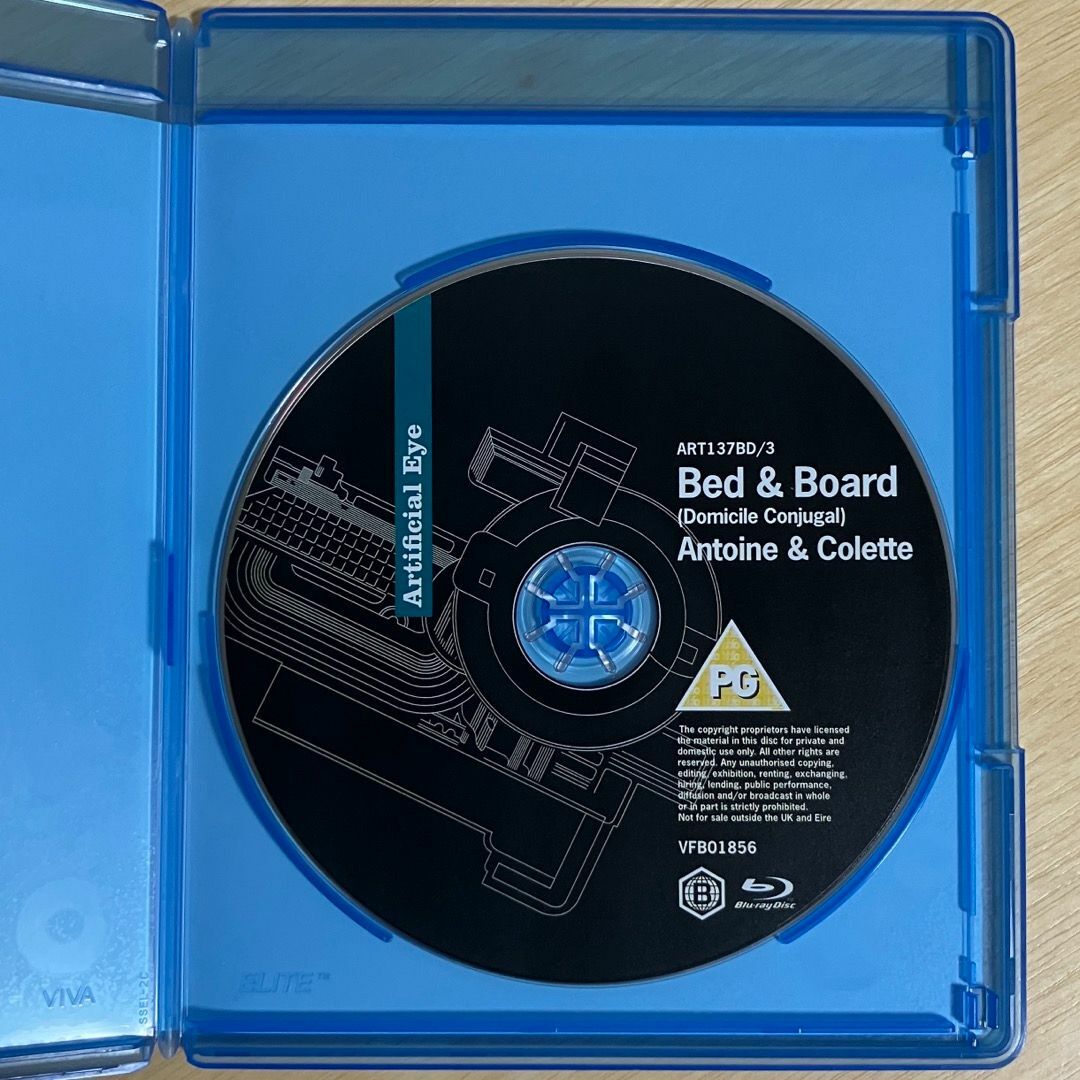 Artificial Eye
ART137BD/3
Bed & Board
(Domicile Conjugal)
Antoine & Colette
PG
The copyright proprietors have licensed
the material in this disc for private and
domestic use only. All other rights are
reserved. Any unauthorised copying,
editing, exhibition, renting, exchanging,
hiring, lending, public performance,
diffusion and/or broadcast in whole
or in part is strictly prohibited.
Not for sale outside the UK and Eire
VFB01856
B
Blu-ray Disc
VIVA
SSEI-2C
ELITE™